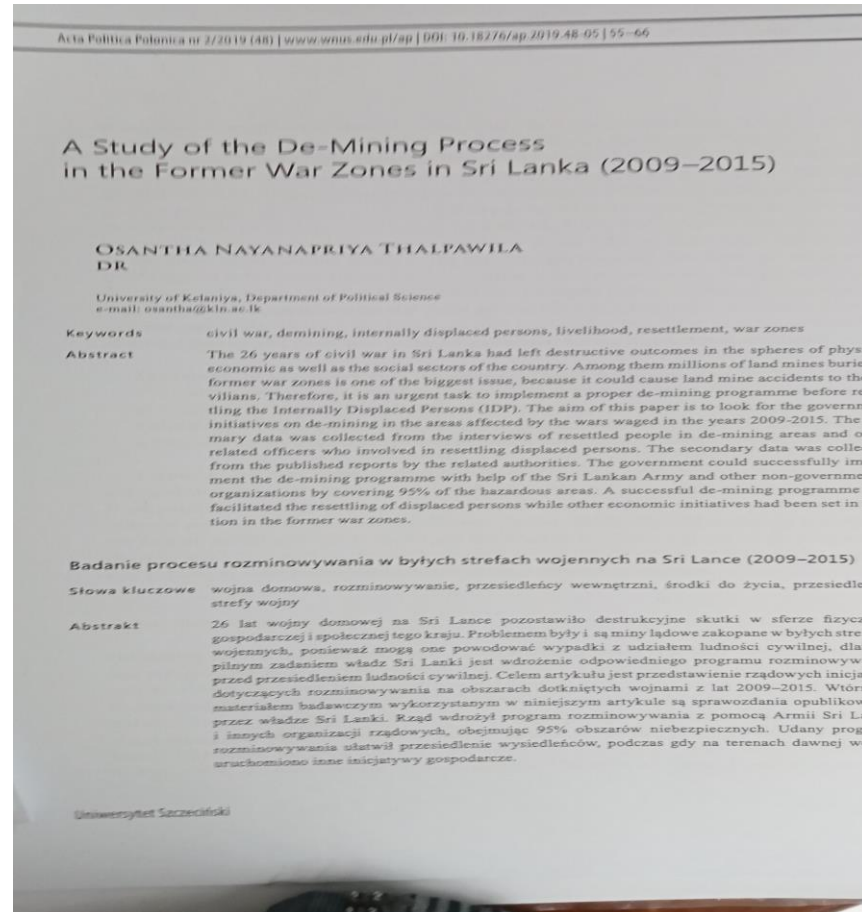 Acta Politica Polonica nr 2/2019 (48) | www.wnus.edu.pl/ap | DOI: 10.18276/ap.2019.48-05 | 55–66
A Study of the De-Mining Process
in the Former War Zones in Sri Lanka (2009–2015)
OSANTHA NAYANAPRIYA THALPAWILA
DR
University of Kelaniya, Department of Political Science
e-mail: osantha@kln.ac.lk
Keywords civil war, demining, internally displaced persons, livelihood, resettlement, war zones
Abstract The 26 years of civil war in Sri Lanka had left destructive outcomes in the spheres of phys
economic as well as the social sectors of the country. Among them millions of land mines burie
former war zones is one of the biggest issue, because it could cause land mine accidents to the
vilians. Therefore, it is an urgent task to implement a proper de-mining programme before re
tling the Internally Displaced Persons (IDP). The aim of this paper is to look for the governm
initiatives on de-mining in the areas affected by the wars waged in the years 2009-2015. The
mary data was collected from the interviews of resettled people in de-mining areas and o
related officers who involved in resettling displaced persons. The secondary data was colle
from the published reports by the related authorities. The government could successfully im
ment the de-mining programme with help of the Sri Lankan Army and other non-governme
organizations by covering 95% of the hazardous areas. A successful de-mining programme
facilitated the resettling of displaced persons while other economic initiatives had been set in
tion in the former war zones.
Badanie procesu rozminowywania w byłych strefach wojennych na Sri Lance (2009–2015)
Słowa kluczowe wojna domowa, rozminowywanie, przesiedleńcy wewnętrzni, środki do życia, przesiedle
strefy wojny
Abstrakt 26 lat wojny domowej na Sri Lance pozostawiło destrukcyjne skutki w sferze fizycz
gospodarczej i społecznej tego kraju. Problemem były i są miny lądowe zakopane w byłych stre
wojennych, ponieważ mogą one powodować wypadki z udziałem ludności cywilnej, dla
pilnym zadaniem władz Sri Lanki jest wdrożenie odpowiedniego programu rozminowyw
przed przesiedleniem ludności cywilnej. Celem artykułu jest przedstawienie rządowych inicja
dotyczących rozminowywania na obszarach dotkniętych wojnami z lat 2009–2015. Wtór
materiałem badawczym wykorzystanym w niniejszym artykule są sprawozdania opublikow
przez władze Sri Lanki. Rząd wdrożył program rozminowywania z pomocą Armii Sri La
i innych organizacji rządowych, obejmując 95% obszarów niebezpiecznych. Udany prog
rozminowywania ułatwił przesiedlenie wysiedleńców, podczas gdy na terenach dawnej w
uruchomiono inne inicjatywy gospodarcze.
Uniwersytet Szczeciński